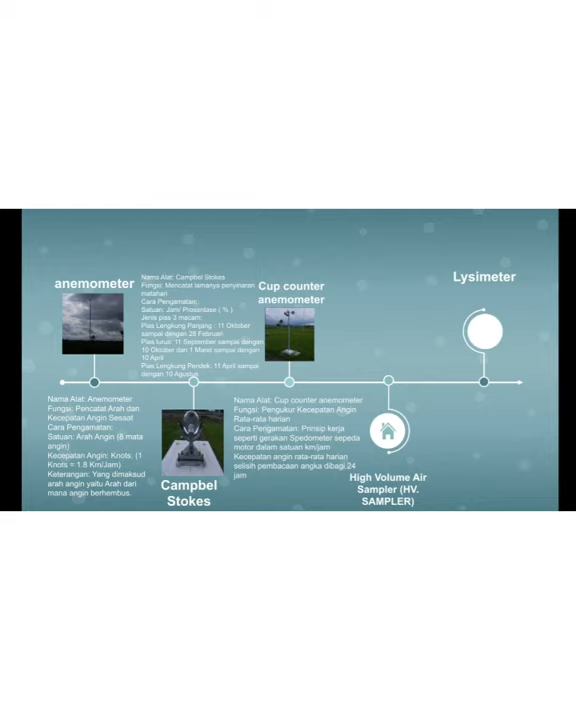 anemometer
Nama Alat: Anemometer
Fungsi: Pencatat Arah dan
Kecepatan Angin Sesaat
Cara Pengamatan:
Satuan: Arah Angin (8 mata
angin)
Kecepatan Angin: Knots, (1
Knots = 1.8 Km/Jam)
Keterangan: Yang dimaksud
arah angin yaitu Arah dari
mana angin berhembus.
Nama Alat: Campbel Stokes
Fungsi: Mencatat lamanya penyinaran
matahari
Cara Pengamatan:
Satuan: Jam/ Prosentase ( % )
Jenis pias 3 macam:
Pias Lengkung Panjang : 11 Oktober
sampai dengan 28 Februari
Pias lurus: 11 September sampai dengan
10 Oktober dan 1 Maret sampai dengan
10 April
Pias Lengkung Pendek: 11 April sampai
dengan 10 Agustus
Campbel
Stokes
Cup counter
anemometer
Nama Alat: Cup counter anemometer
Fungsi: Pengukur Kecepatan Angin
Rata-rata harian
Cara Pengamatan: Prinsip kerja
seperti gerakan Spedometer sepeda
motor dalam satuan km/jam
Kecepatan angin rata-rata harian
selisih pembacaan angka dibagi 24
jam
High Volume Air
Sampler (HV.
SAMPLER)
Lysimeter